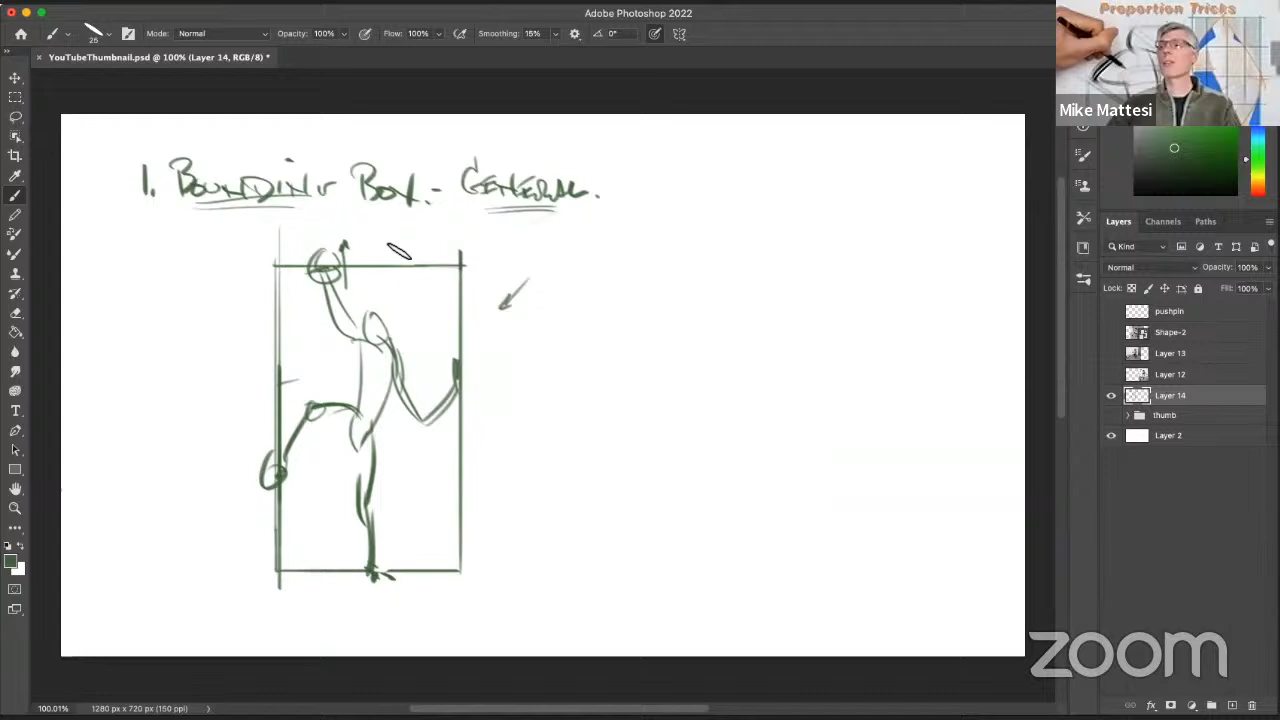 Adobe Photoshop 2022
Proportion Tricks
25
Mode: Normal
Opacity: 100%
Flow: 100%
Smoothing: 15%
0°
YouTubeThumbnail.psd @ 100% (Layer 14, RGB/8) *
Mike Mattesi
1. BOUNDING BOX - GENERAL.
Layers Channels Paths
Kind
Normal
Opacity: 100%
Lock:
Fill: 100%
pushpin
Shape-2
Layer 13
Layer 12
Layer 14
thumb
Layer 2
zoom
100.01%
1280 px x 720 px (150 ppi)
fx